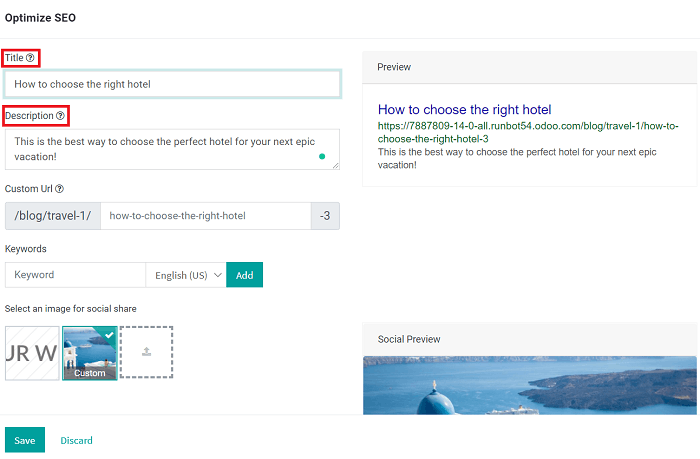 Optimize SEO
Title
How to choose the right hotel
Description
This is the best way to choose the perfect hotel for your next epic
vacation!
Custom Url
/blog/travel-1/
how-to-choose-the-right-hotel
-3
Keywords
Keyword
English (US)
Add
Select an image for social share
UR W
Custom
Save
Discard
Preview
How to choose the right hotel
https://7887809-14-0-all.runbot54.odoo.com/blog/travel-1/how-to-
choose-the-right-hotel-3
This is the best way to choose the perfect hotel for your next epic
vacation!
Social Preview